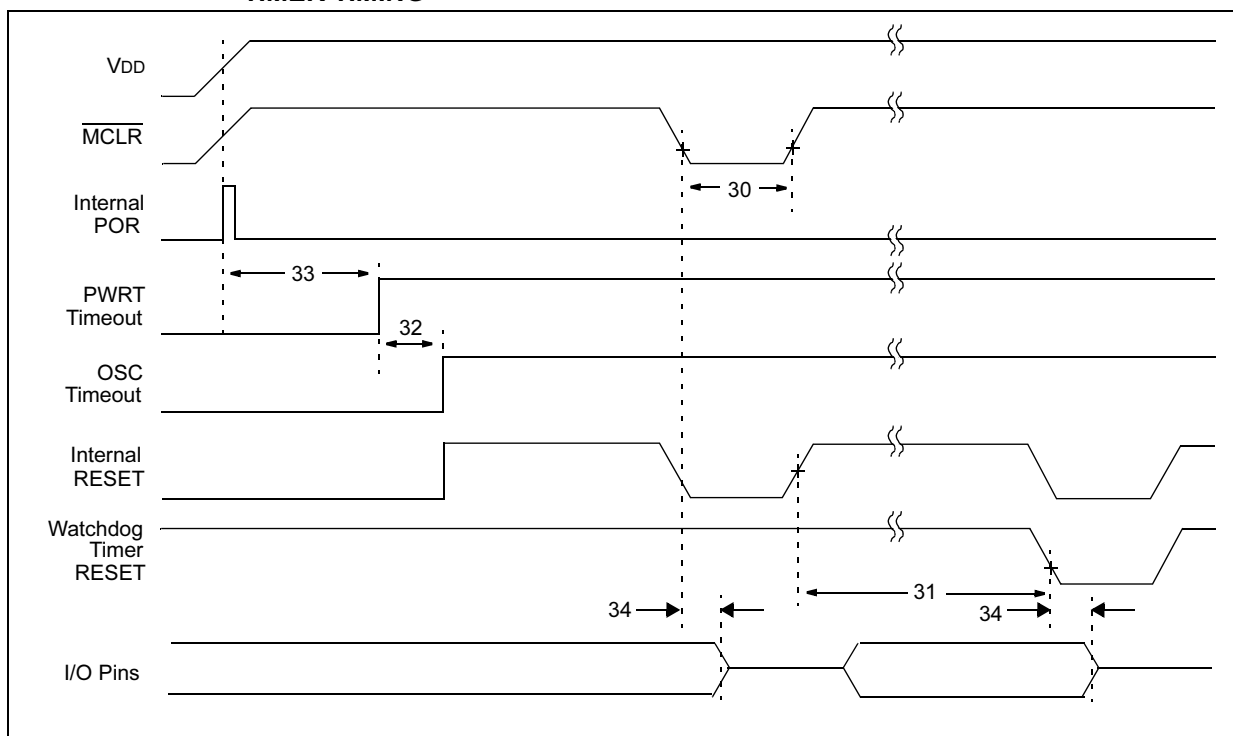 TIMER TIMING
VDD
MCLR
30
Internal
POR
33
PWRT
Timeout
32
OSC
Timeout
Internal
RESET
Watchdog
Timer
RESET
31
34
34
I/O Pins